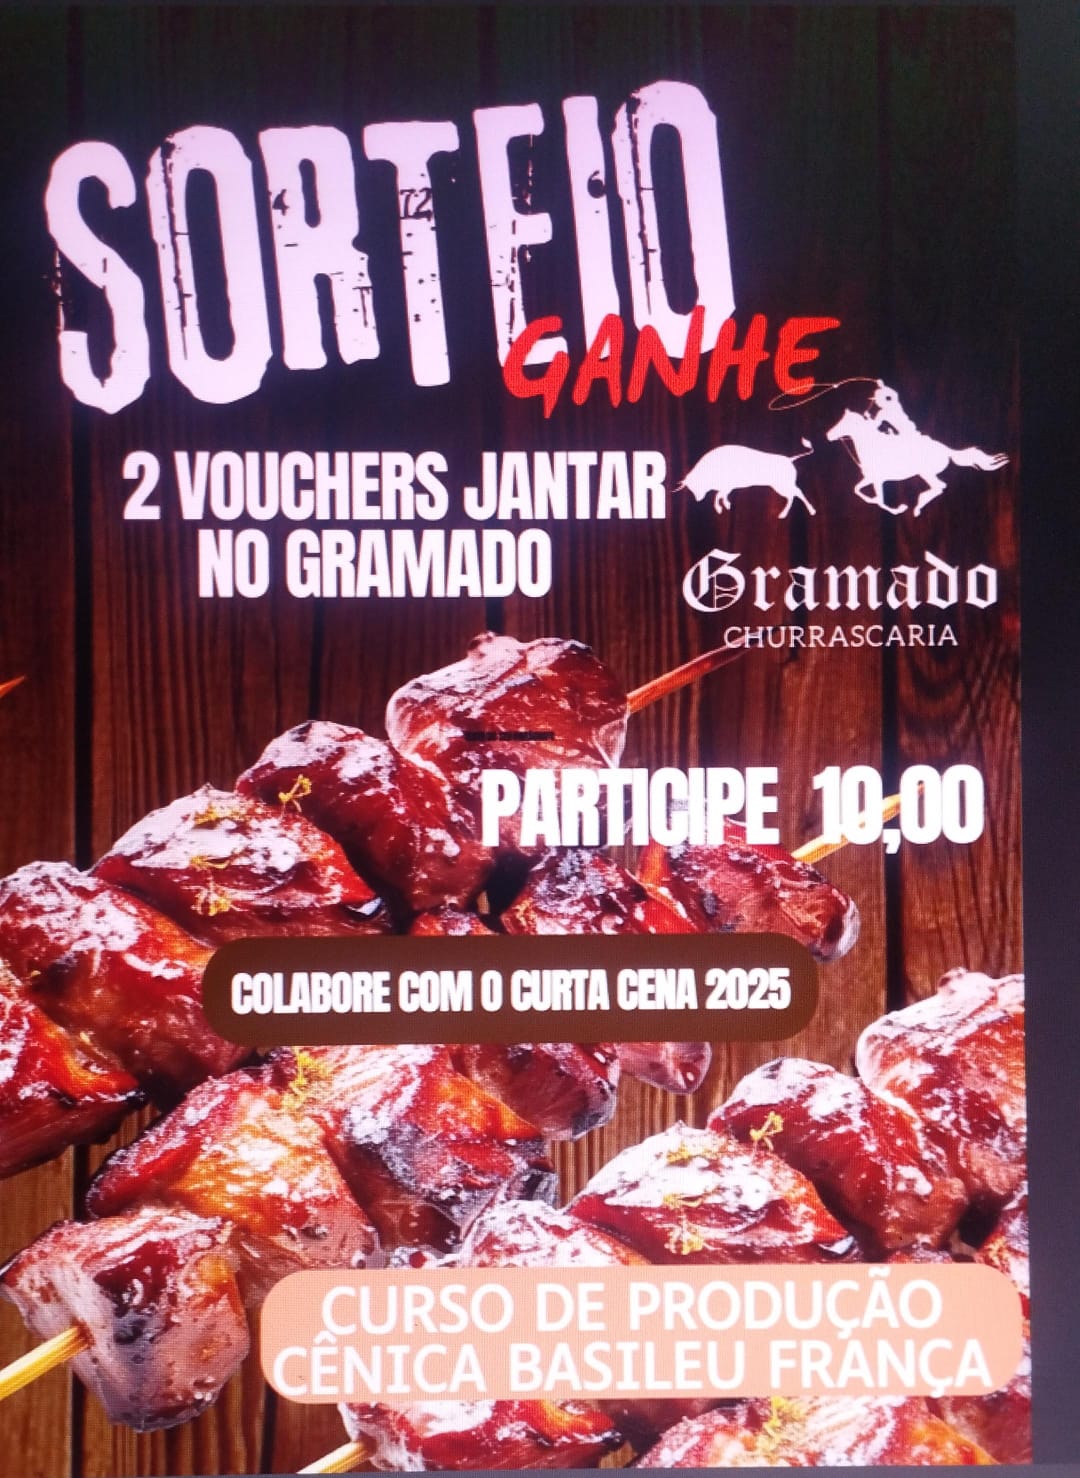 SORTEIO
GANHE
2 VOUCHERS JANTAR
NO GRAMADO
Gramado
CHURRASCARIA
PARTICIPE 10,00
COLABORE COM O CURTA CENA 2025
CURSO DE PRODUÇÃO
CÊNICA BASILEU FRANÇA